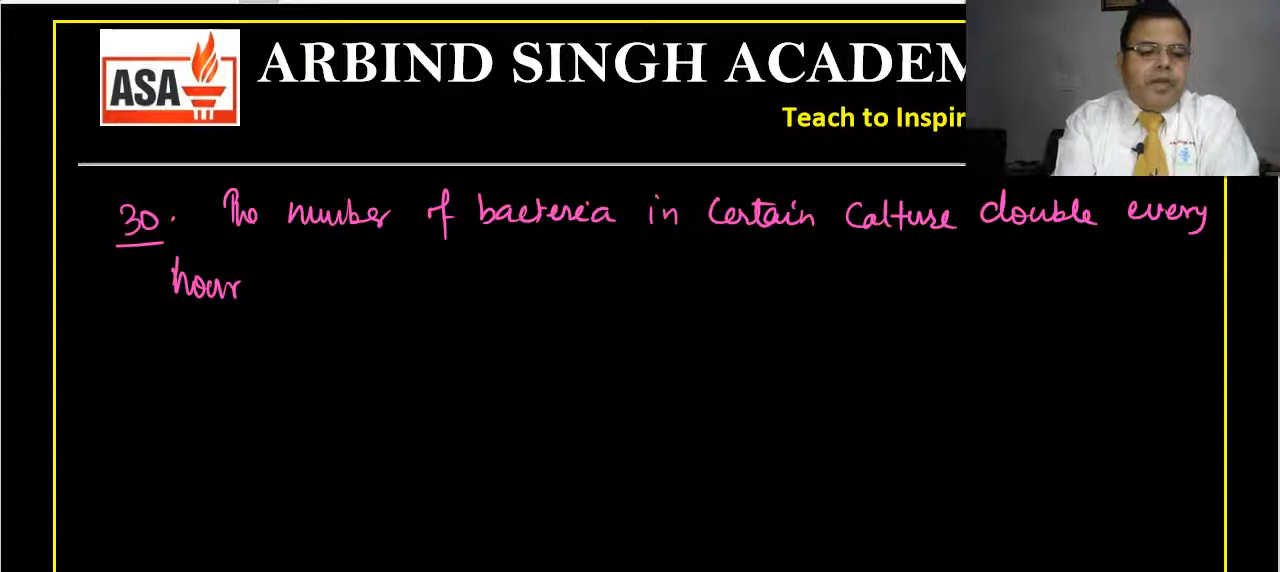 ASA
ARBIND SINGH ACADEM
Teach to Inspir
30. The number of bacteria in certain Calture double every
hour